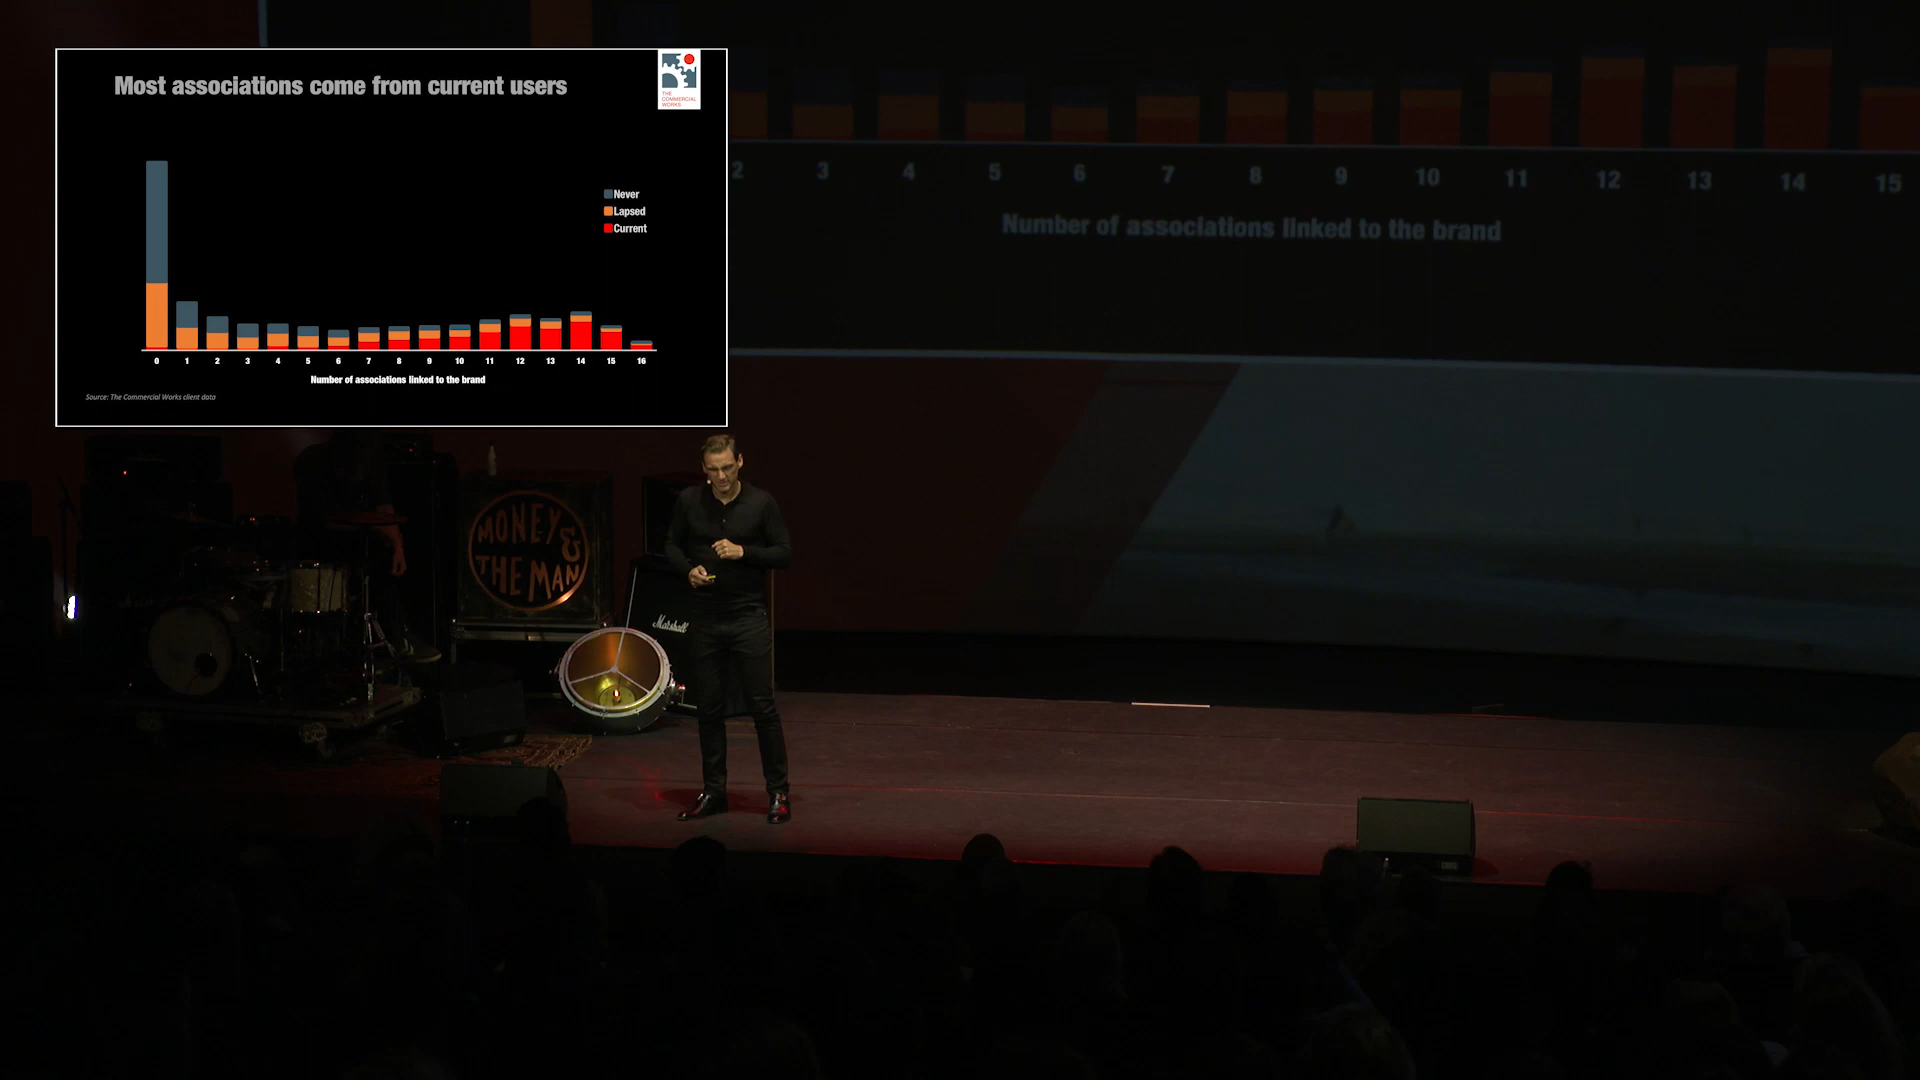 Most associations come from current users
THE
COMMERCIAL
WORKS
Never
Lapsed
Current
0 1 2 3 4 5 6 7 8 9 10 11 12 13 14 15 16
Number of associations linked to the brand
Source: The Commercial Works client data
2 3 4 5 6 7 8 9 10 11 12 13 14 15
Number of associations linked to the brand
MONEY &
THE MAN
Marshall